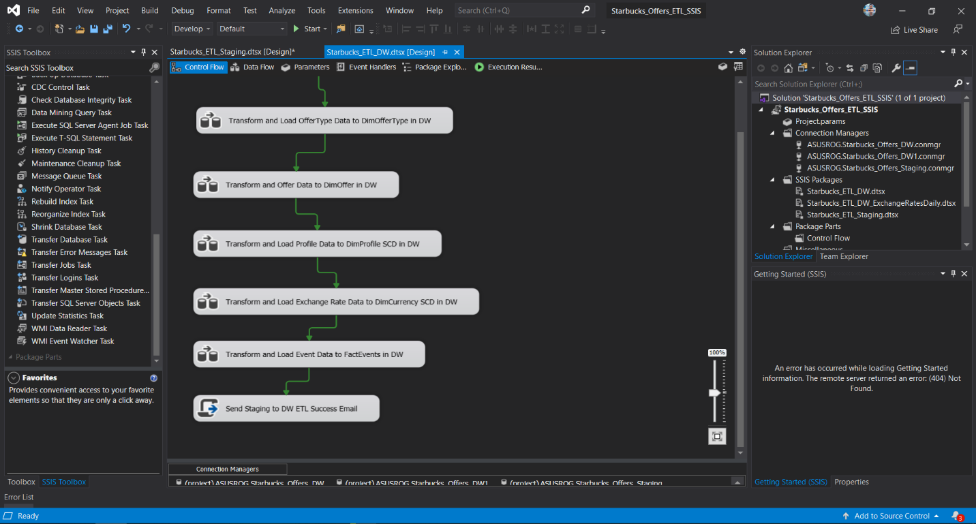 File Edit View Project Build Debug Format Test Analyze Tools Extensions Window Help Search (Ctrl+Q) Starbucks_Offers_ETL_SSIS
Develop Default Start Live Share
SSIS Toolbox
Search SSIS Toolbox
CDC Control Task
Check Database Integrity Task
Data Mining Query Task
Execute SQL Server Agent Job Task
Execute T-SQL Statement Task
History Cleanup Task
Maintenance Cleanup Task
Message Queue Task
Notify Operator Task
Rebuild Index Task
Reorganize Index Task
Shrink Database Task
Transfer Database Task
Transfer Error Messages Task
Transfer Jobs Task
Transfer Logins Task
Transfer Master Stored Procedure...
Transfer SQL Server Objects Task
Update Statistics Task
WMI Data Reader Task
WMI Event Watcher Task
Package Parts
Favorites
Provides convenient access to your favorite
elements so that they are only a click away.
Toolbox SSIS Toolbox
Starbucks_ETL_Staging.dtsx [Design]* Starbucks_ETL_DW.dtsx [Design]
Control Flow Data Flow Parameters Event Handlers Package Explo... Execution Resu...
Transform and Load OfferType Data to DimOfferType in DW
Transform and Offer Data to DimOffer in DW
Transform and Load Profile Data to DimProfile SCD in DW
Transform and Load Exchange Rate Data to DimCurrency SCD in DW
Transform and Load Event Data to FactEvents in DW
Send Staging to DW ETL Success Email
100%
Connection Managers
(project) ASUSROG.Starbucks_Offers_DW (project) ASUSROG.Starbucks_Offers_DW1 (project) ASUSROG.Starbucks_Offers_Staging
Solution Explorer
Search Solution Explorer (Ctrl+;)
Solution 'Starbucks_Offers_ETL_SSIS' (1 of 1 project)
Starbucks_Offers_ETL_SSIS
Project.params
Connection Managers
ASUSROG.Starbucks_Offers_DW.conmgr
ASUSROG.Starbucks_Offers_DW1.conmgr
ASUSROG.Starbucks_Offers_Staging.conmgr
SSIS Packages
Starbucks_ETL_DW.dtsx
Starbucks_ETL_DW_ExchangeRatesDaily.dtsx
Starbucks_ETL_Staging.dtsx
Package Parts
Control Flow
Solution Explorer Team Explorer
Getting Started (SSIS)
An error has occurred while loading Getting Started
information. The remote server returned an error: (404) Not
Found.
Getting Started (SSIS) Properties
Error List
Ready Add to Source Control 3